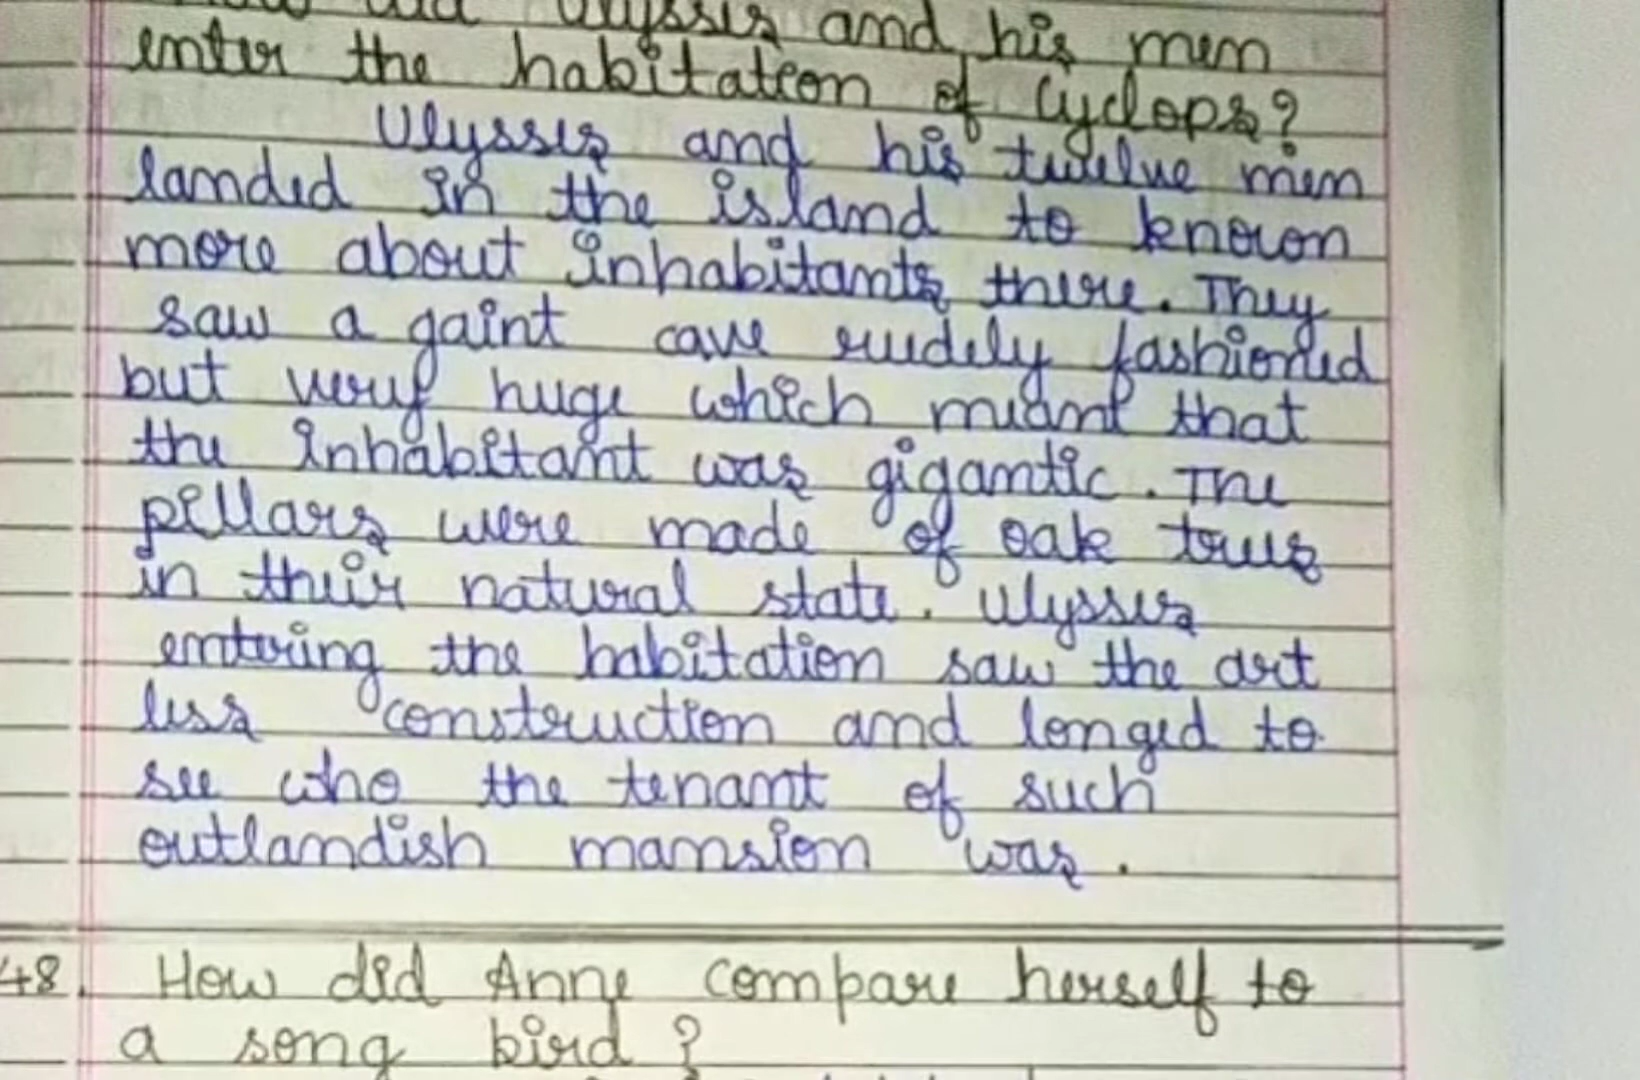 How did Ulysses and his men
enter the habitation of Cyclops?
Ulysses and his twelve men
landed in the island to known
more about inhabitants there. They
saw a gaint cave rudely fashioned
but very huge which meant that
the inhabitant was gigantic. The
pillars were made of oak trees
in their natural state. Ulysses
entering the habitation saw the art
less construction and longed to
see who the tenant of such
outlandish mansion was.
48. How did Anne compare herself to
a song bird?